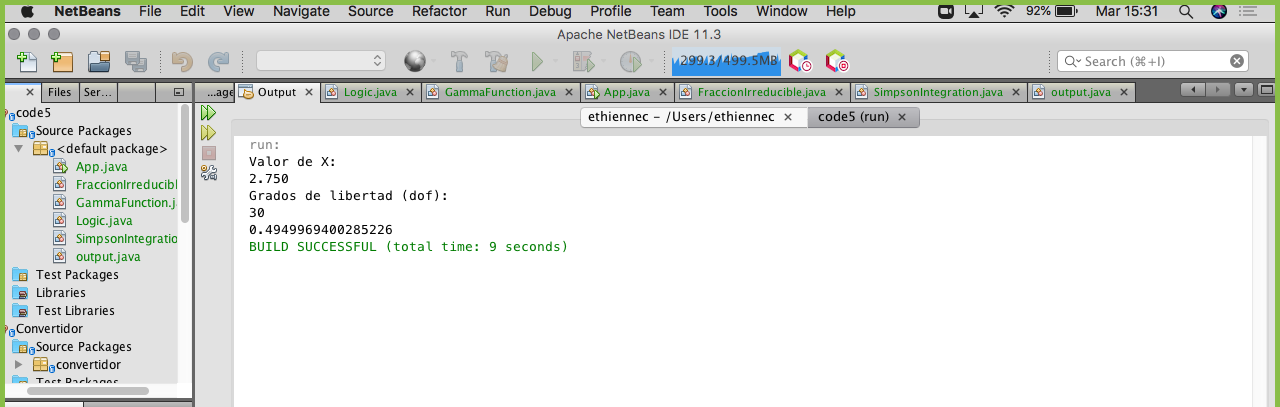 NetBeans File Edit View Navigate Source Refactor Run Debug Profile Team Tools Window Help 92% Mar 15:31
Apache NetBeans IDE 11.3
299.3/499.5MB Search (⌘+I)
Files Ser... ...age Output Logic.java GammaFunction.java App.java FraccionIrreducible.java SimpsonIntegration.java output.java
code5
Source Packages
<default package>
App.java
FraccionIrreducibl
GammaFunction.j
Logic.java
SimpsonIntegratio
output.java
Test Packages
Libraries
Test Libraries
Convertidor
Source Packages
convertidor
Test Packages
ethiennec - /Users/ethiennec code5 (run)
run:
Valor de X:
2.750
Grados de libertad (dof):
30
0.4949969400285226
BUILD SUCCESSFUL (total time: 9 seconds)